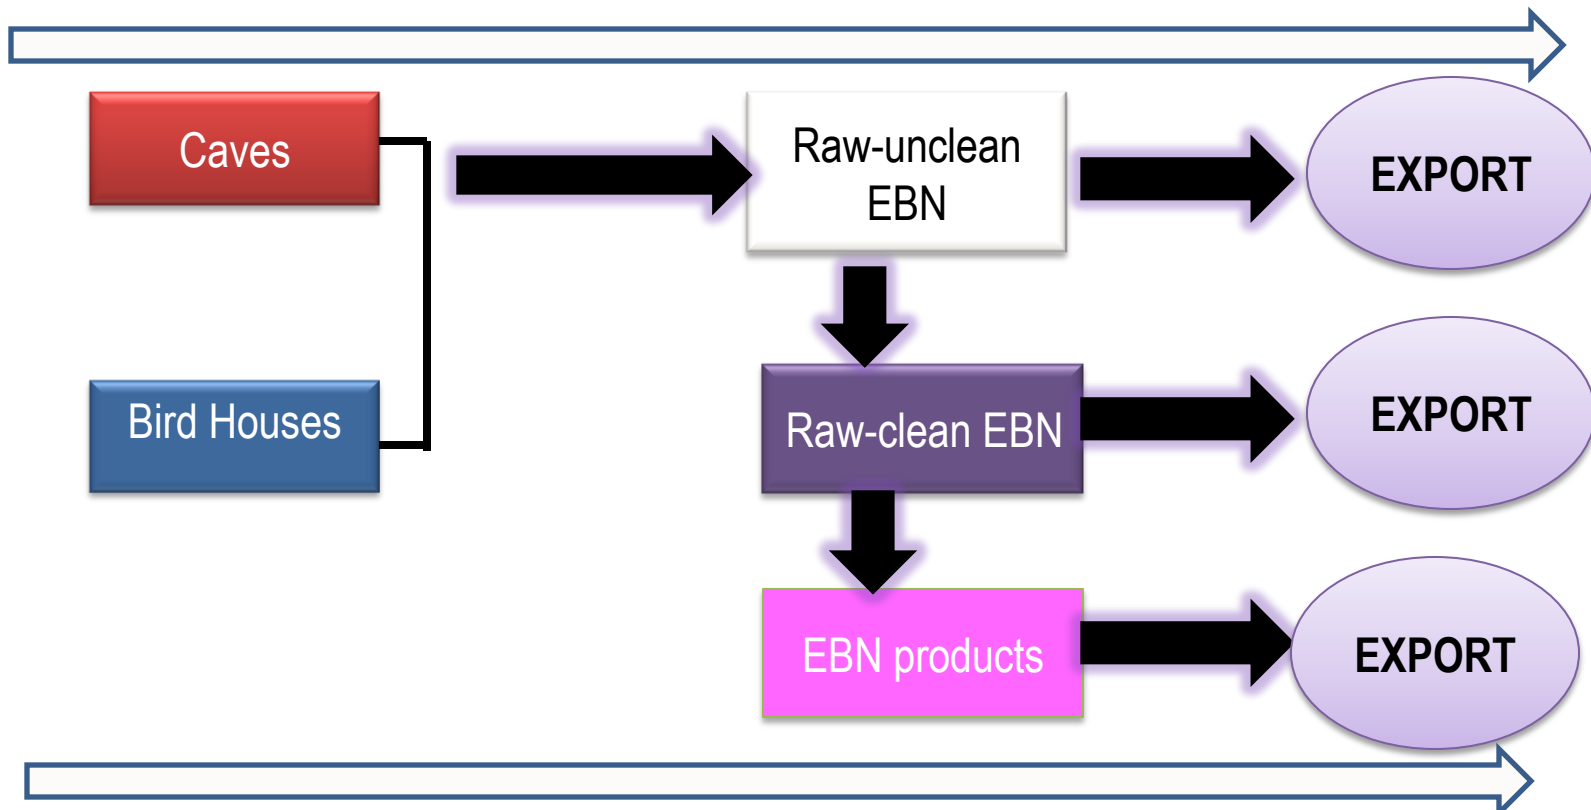 Caves
Raw-unclean
EBN
EXPORT
Bird Houses
Raw-clean EBN
EXPORT
EBN products
EXPORT